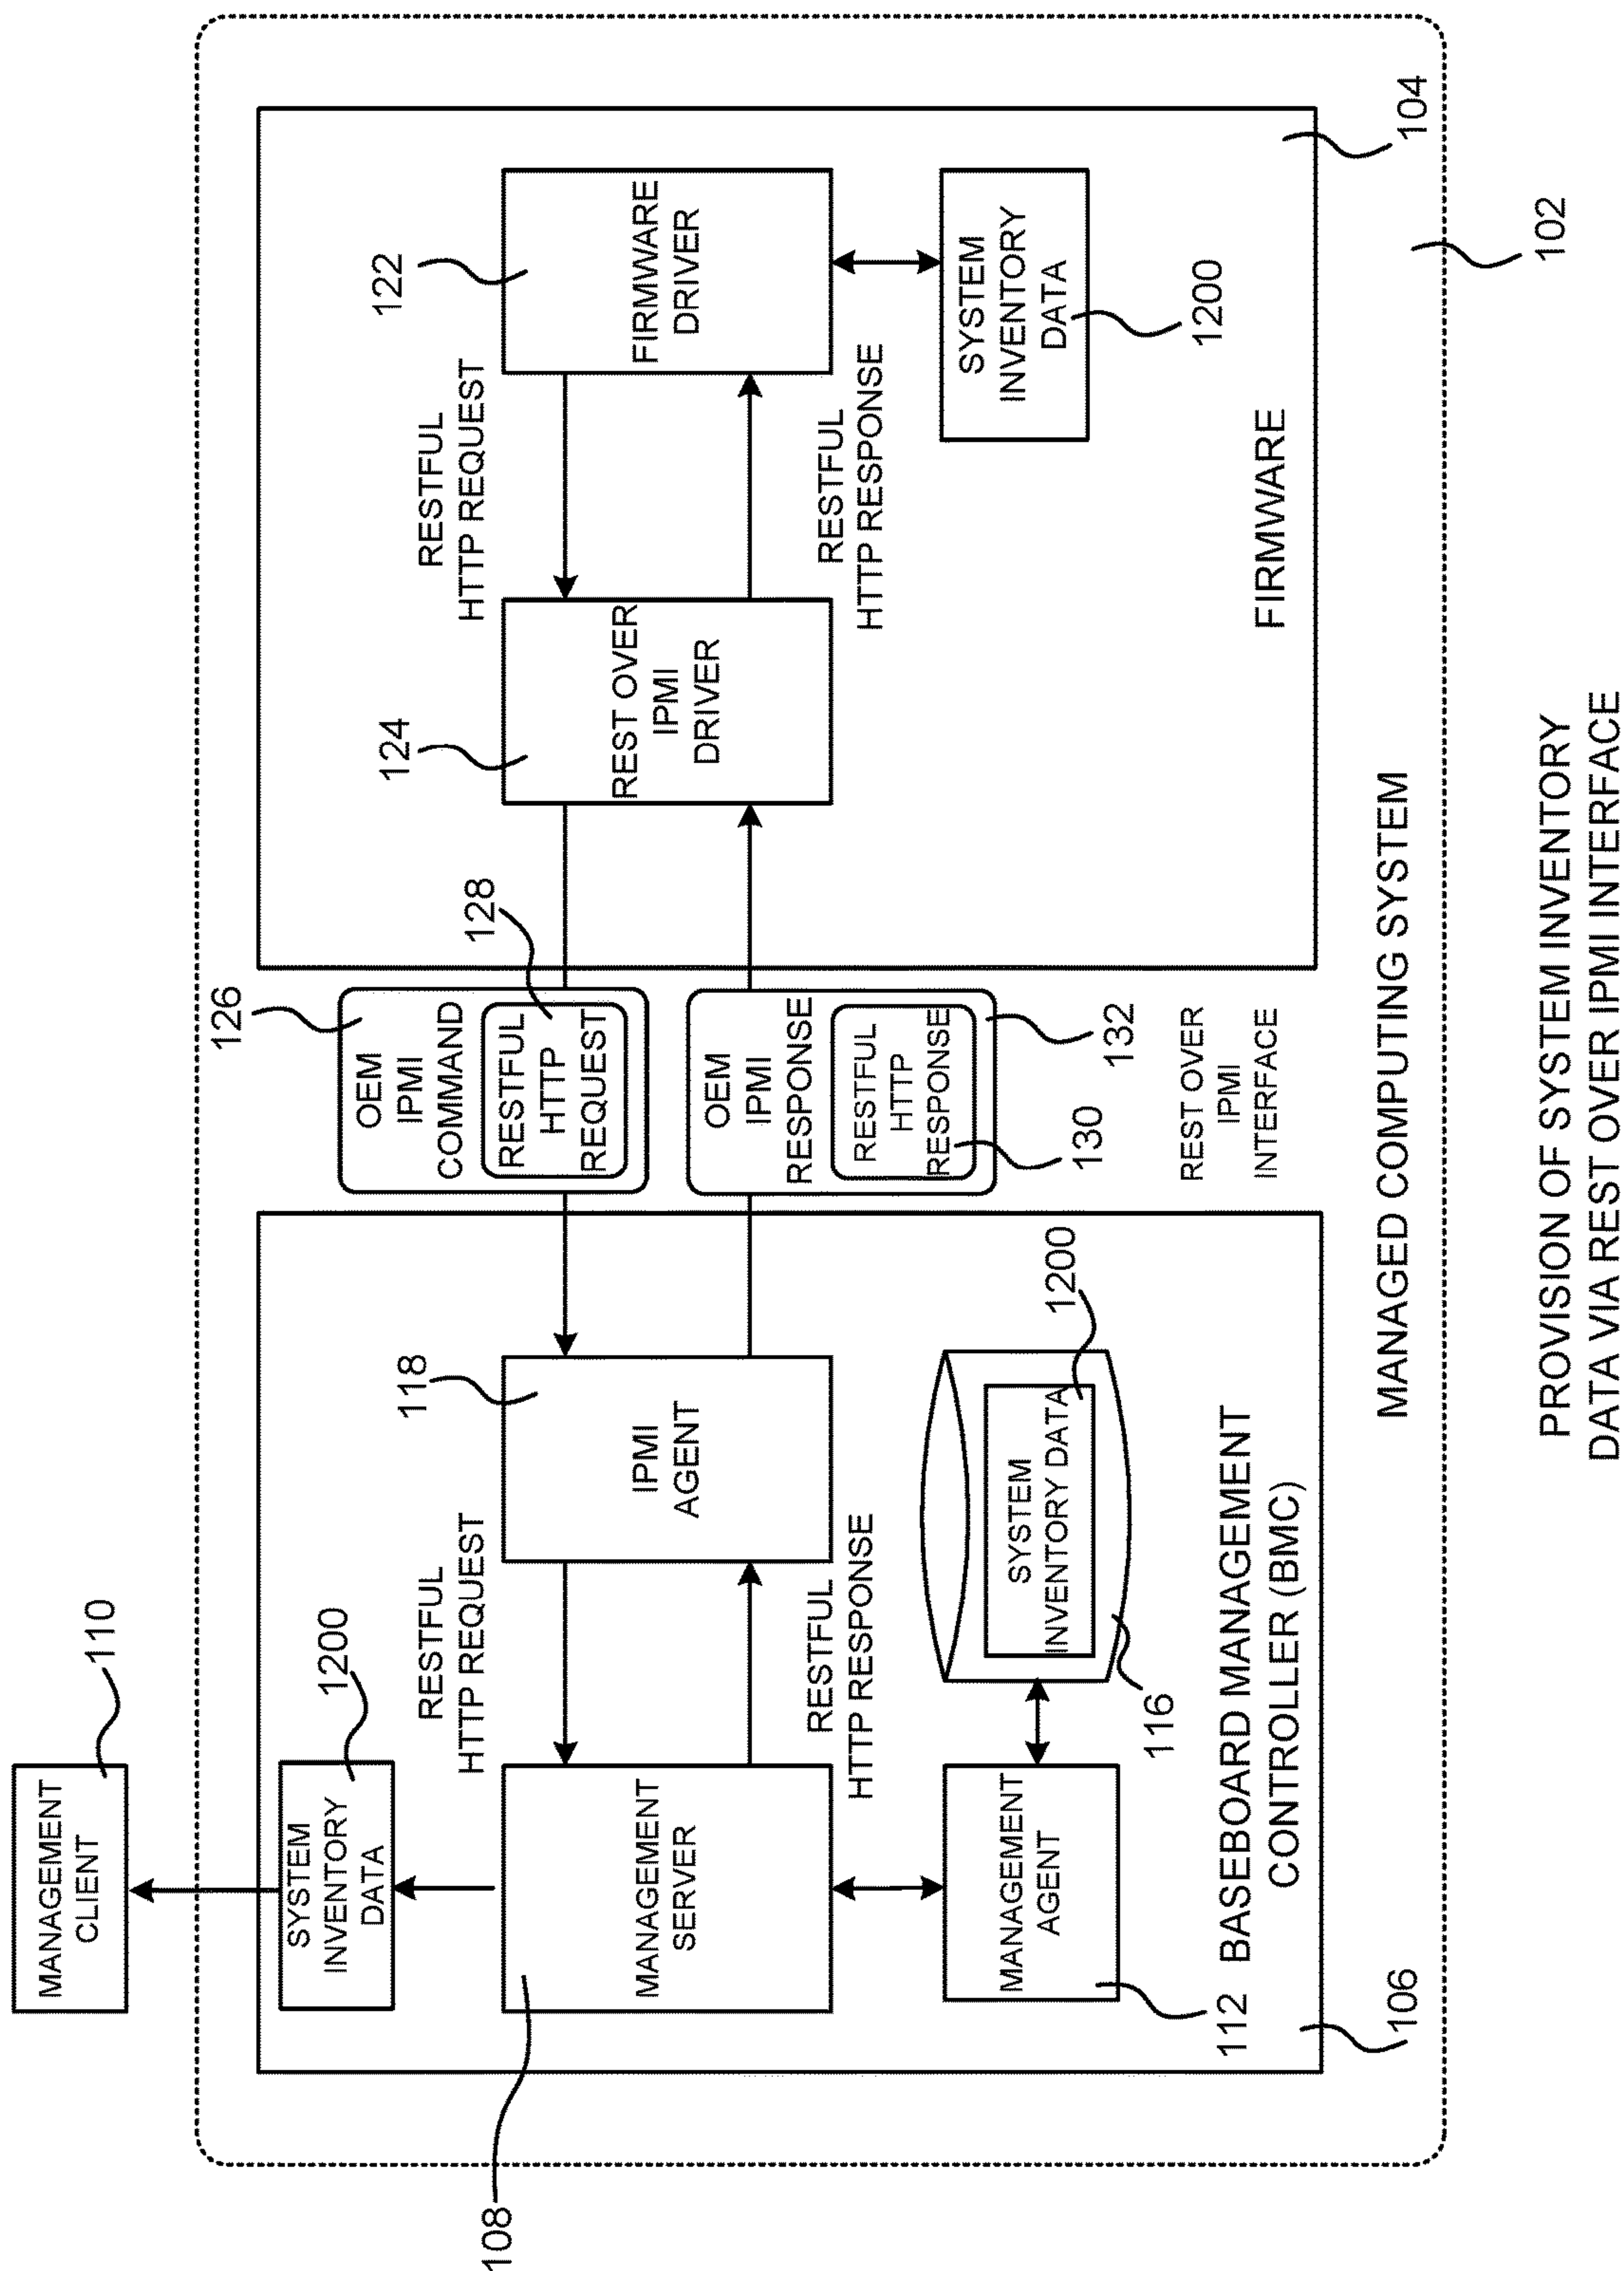 110
MANAGEMENT
CLIENT
1200
SYSTEM
INVENTORY
DATA
108
MANAGEMENT
SERVER
RESTFUL
HTTP REQUEST
RESTFUL
HTTP RESPONSE
118
IPMI
AGENT
MANAGEMENT
AGENT
112
116
SYSTEM
INVENTORY DATA
1200
BASEBOARD MANAGEMENT
CONTROLLER (BMC)
106
126
OEM
IPMI
COMMAND
128
RESTFUL
HTTP
REQUEST
OEM
IPMI
RESPONSE
RESTFUL
HTTP
RESPONSE
130
132
REST OVER
IPMI
INTERFACE
124
REST OVER
IPMI
DRIVER
RESTFUL
HTTP REQUEST
RESTFUL
HTTP RESPONSE
122
FIRMWARE
DRIVER
SYSTEM
INVENTORY
DATA
1200
FIRMWARE
104
MANAGED COMPUTING SYSTEM
102
PROVISION OF SYSTEM INVENTORY
DATA VIA REST OVER IPMI INTERFACE